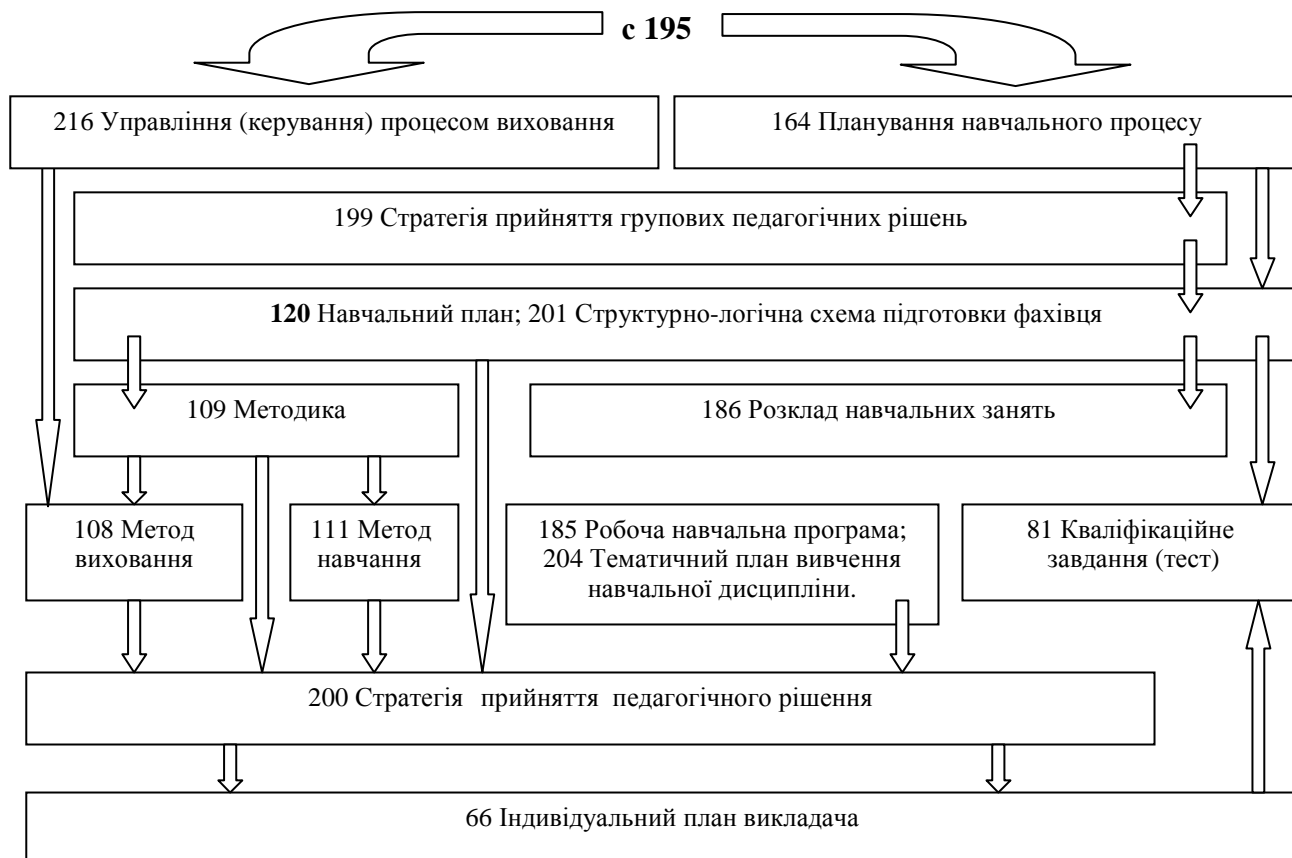 с 195
216 Управління (керування) процесом виховання
164 Планування навчального процесу
199 Стратегія прийняття групових педагогічних рішень
120 Навчальний план; 201 Структурно-логічна схема підготовки фахівця
109 Методика
186 Розклад навчальних занять
108 Метод
виховання
111 Метод
навчання
185 Робоча навчальна програма;
204 Тематичний план вивчення
навчальної дисципліни.
81 Кваліфікаційне
завдання (тест)
200 Стратегія прийняття педагогічного рішення
66 Індивідуальний план викладача